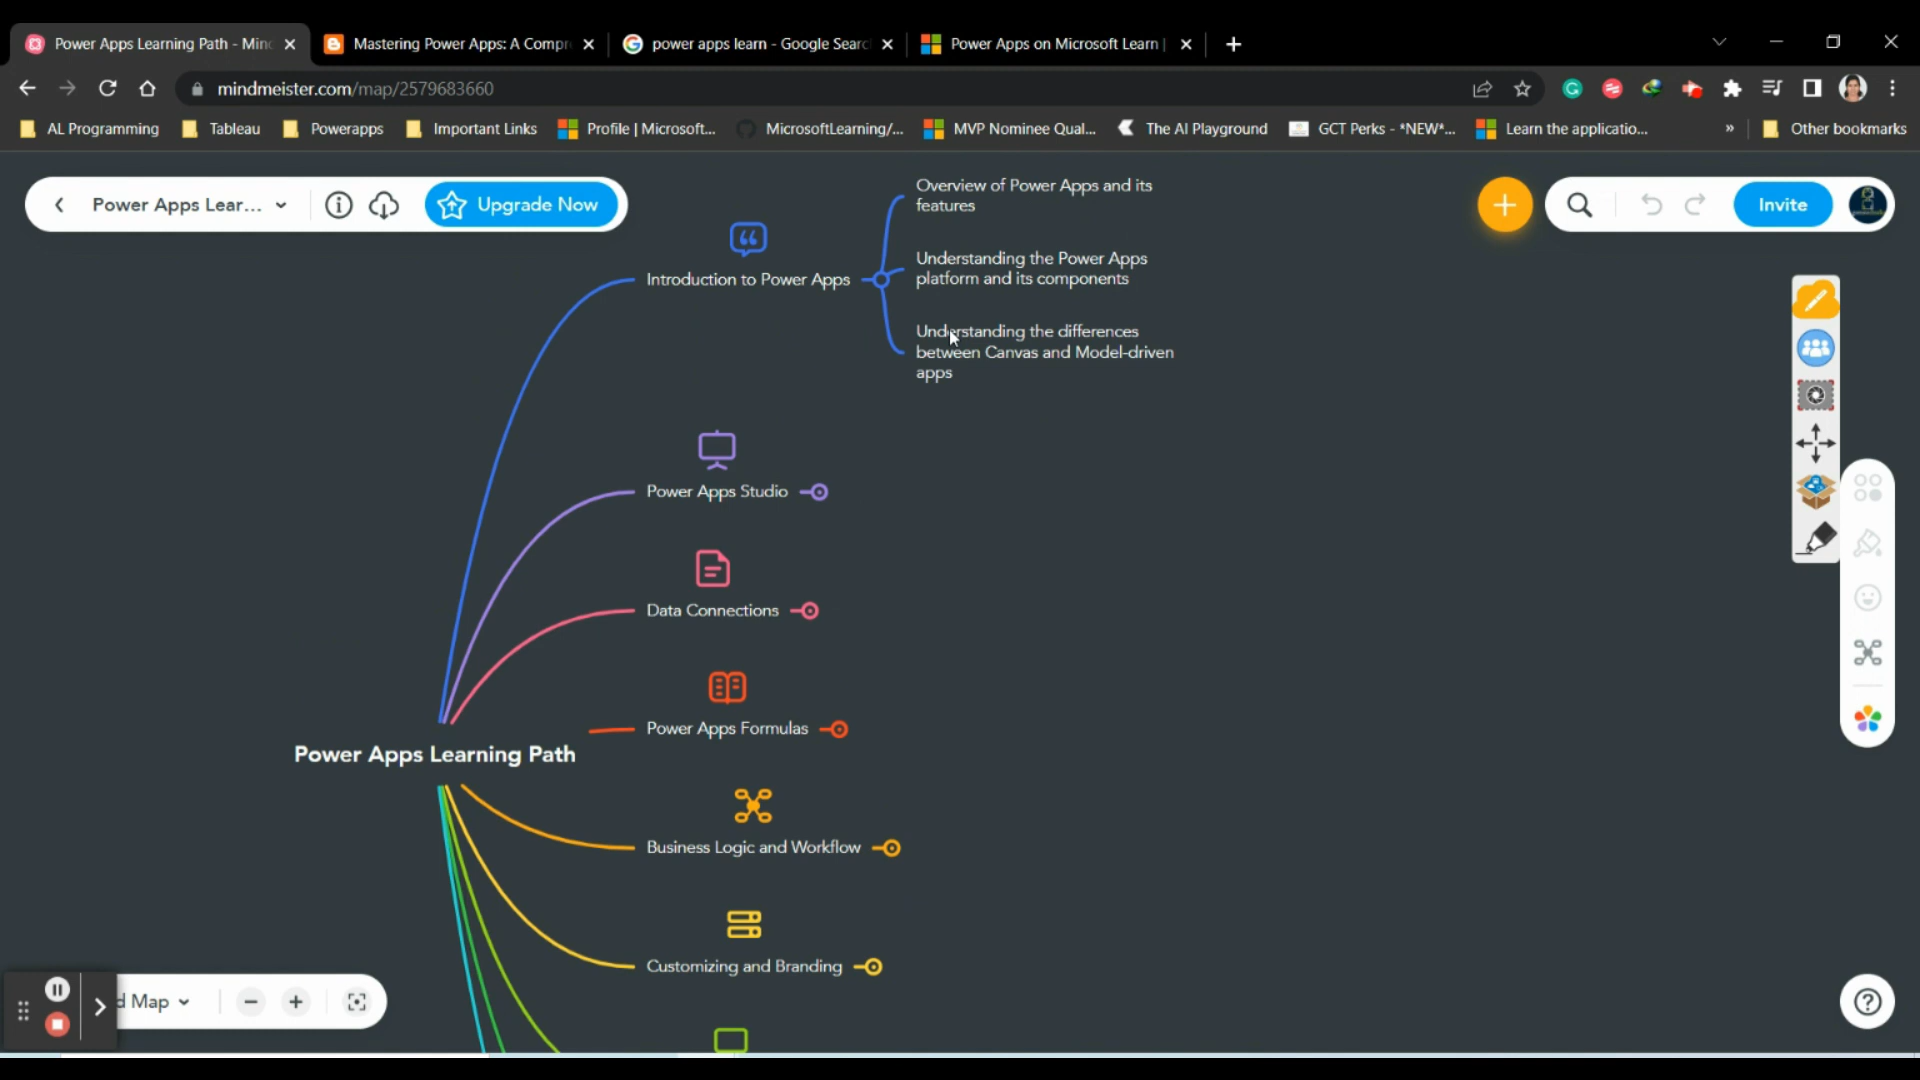 Power Apps Learning Path - Mind
Mastering Power Apps: A Compr
power apps learn - Google Searc
Power Apps on Microsoft Learn |
mindmeister.com/map/2579683660
AL Programming
Tableau
Powerapps
Important Links
Profile | Microsoft...
MicrosoftLearning/...
MVP Nominee Qual...
The AI Playground
GCT Perks - *NEW*...
Learn the applicatio...
»
Other bookmarks
Power Apps Lear...
Upgrade Now
Invite
Overview of Power Apps and its
features
Introduction to Power Apps
Understanding the Power Apps
platform and its components
Understanding the differences
between Canvas and Model-driven
apps
Power Apps Studio
Data Connections
Power Apps Formulas
Power Apps Learning Path
Business Logic and Workflow
Customizing and Branding
d Map